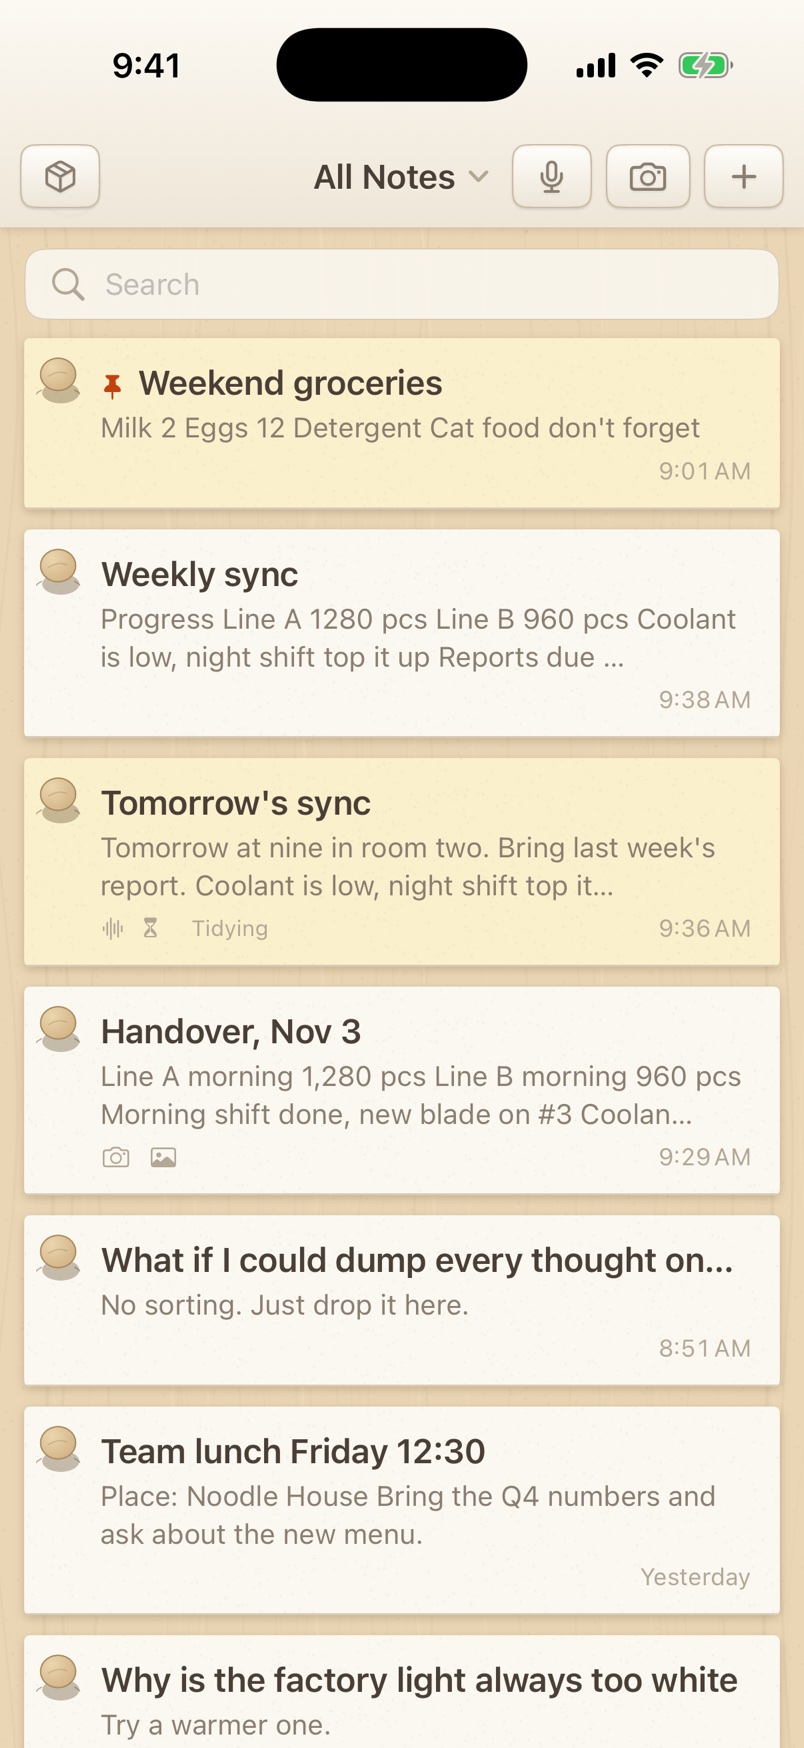 9:41
All Notes
Search
Weekend groceries
Milk 2 Eggs 12 Detergent Cat food don't forget
9:01 AM
Weekly sync
Progress Line A 1280 pcs Line B 960 pcs Coolant
is low, night shift top it up Reports due ...
9:38 AM
Tomorrow's sync
Tomorrow at nine in room two. Bring last week's
report. Coolant is low, night shift top it...
Tidying 9:36 AM
Handover, Nov 3
Line A morning 1,280 pcs Line B morning 960 pcs
Morning shift done, new blade on #3 Coolan...
9:29 AM
What if I could dump every thought on...
No sorting. Just drop it here.
8:51 AM
Team lunch Friday 12:30
Place: Noodle House Bring the Q4 numbers and
ask about the new menu.
Yesterday
Why is the factory light always too white
Try a warmer one.